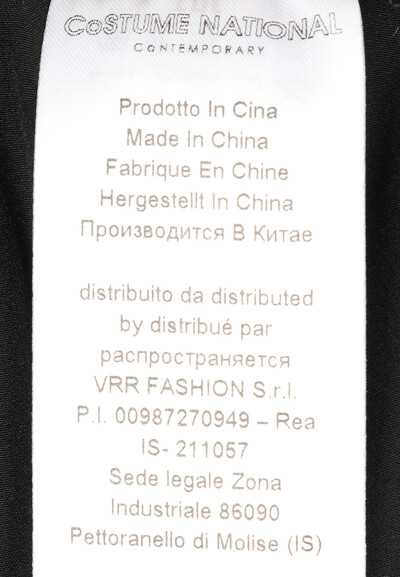 CoSTUME NATIONAL
CoNTEMPORARY
Prodotto In Cina
Made In China
Fabrique En Chine
Hergestellt In China
Производится В Китае
distribuito da distributed
by distribué par
распространяется
VRR FASHION S.r.l.
P.I. 00987270949 – Rea
IS- 211057
Sede legale Zona
Industriale 86090
Pettoranello di Molise (IS)